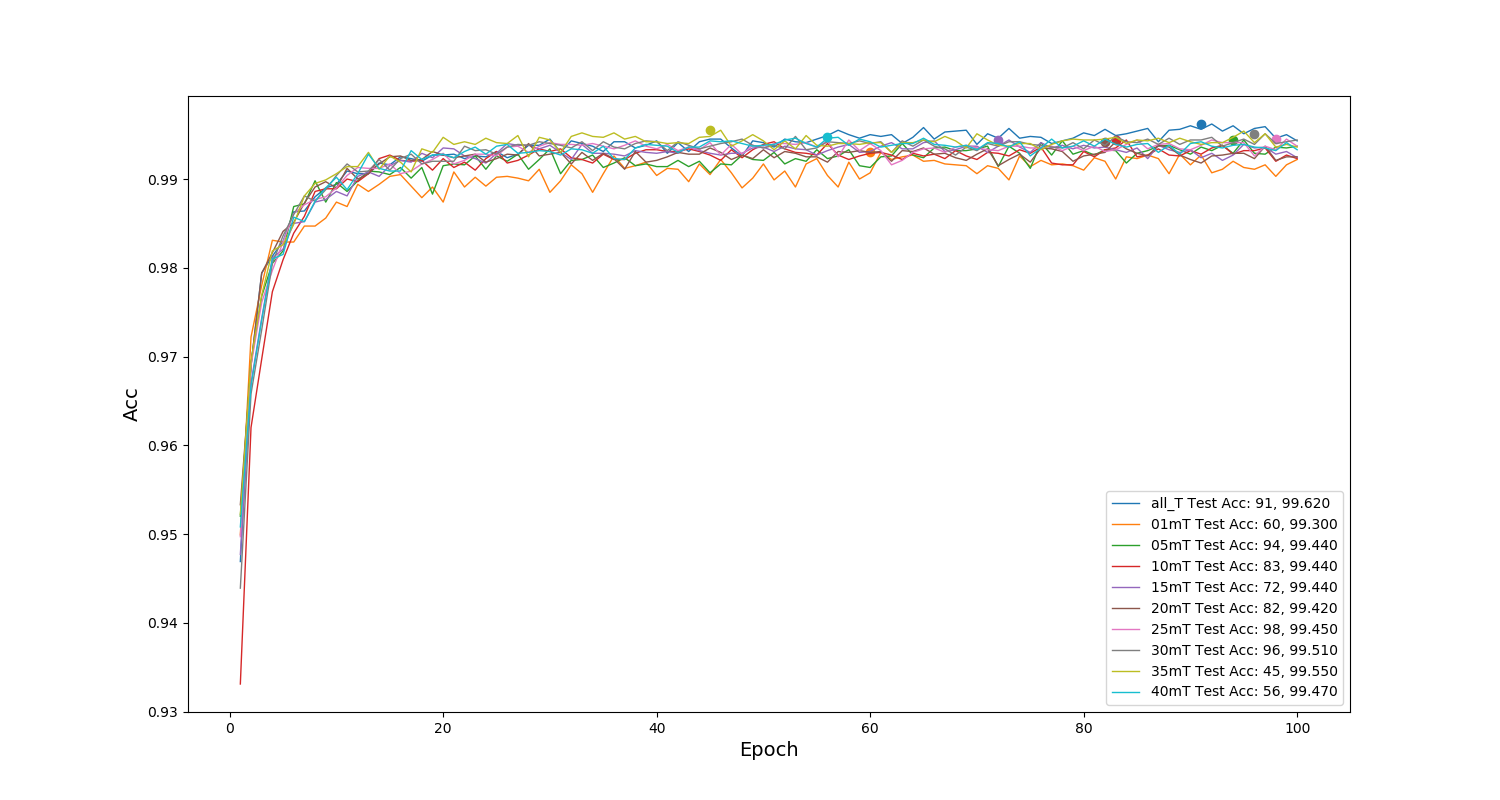 0.99
0.98
0.97
0.96
0.95
0.94
0.93
Acc
0
20
40
60
80
100
Epoch
all_T Test Acc: 91, 99.620
01mT Test Acc: 60, 99.300
05mT Test Acc: 94, 99.440
10mT Test Acc: 83, 99.440
15mT Test Acc: 72, 99.440
20mT Test Acc: 82, 99.420
25mT Test Acc: 98, 99.450
30mT Test Acc: 96, 99.510
35mT Test Acc: 45, 99.550
40mT Test Acc: 56, 99.470